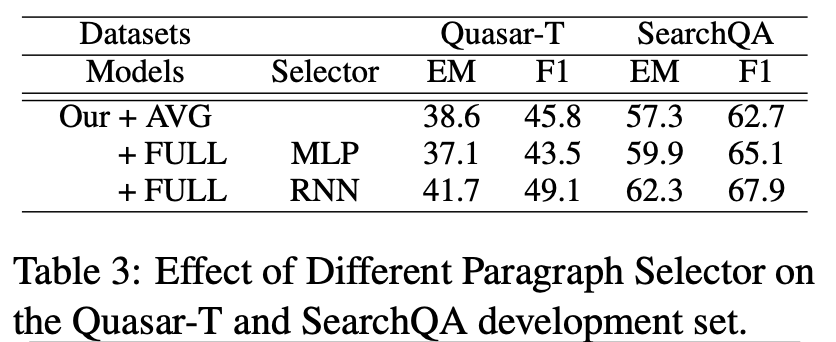 Datasets Quasar-T SearchQA
Models Selector EM F1 EM F1
Our + AVG 38.6 45.8 57.3 62.7
+ FULL MLP 37.1 43.5 59.9 65.1
+ FULL RNN 41.7 49.1 62.3 67.9
Table 3: Effect of Different Paragraph Selector on
the Quasar-T and SearchQA development set.